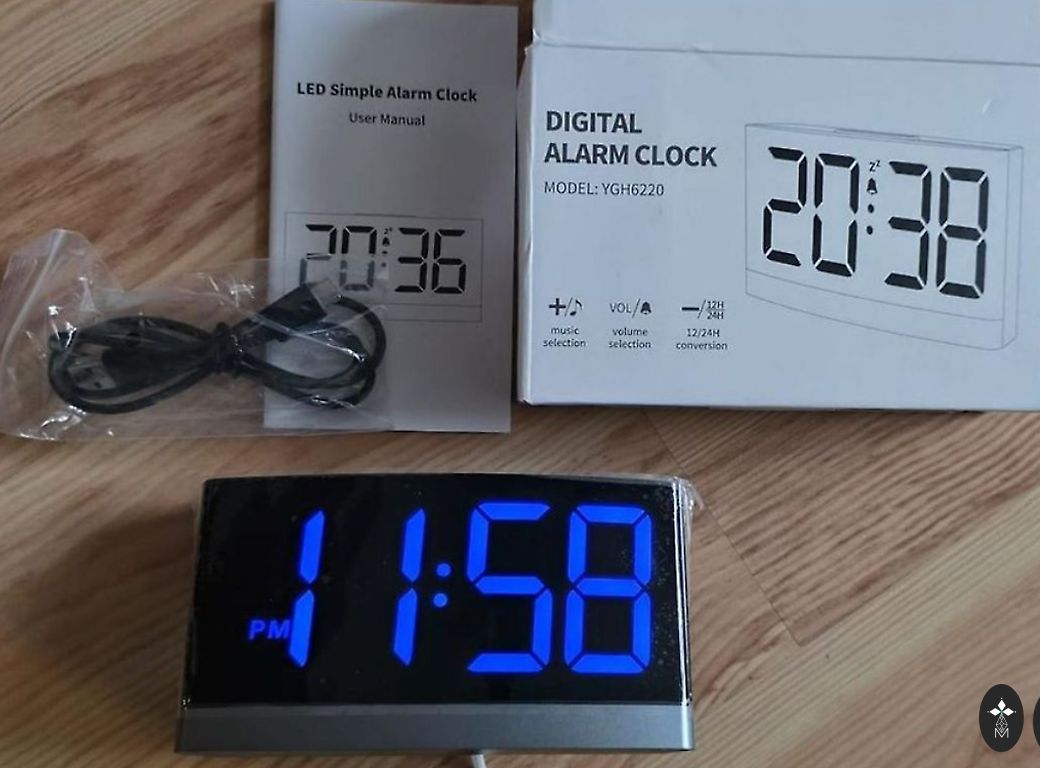 LED Simple Alarm Clock
User Manual
20:36
DIGITAL
ALARM CLOCK
MODEL: YGH6220
zz
20:38
+/♪
music
selection
VOL/🔔
volume
selection
—/12H
24H
12/24H
conversion
PM 11:58
M